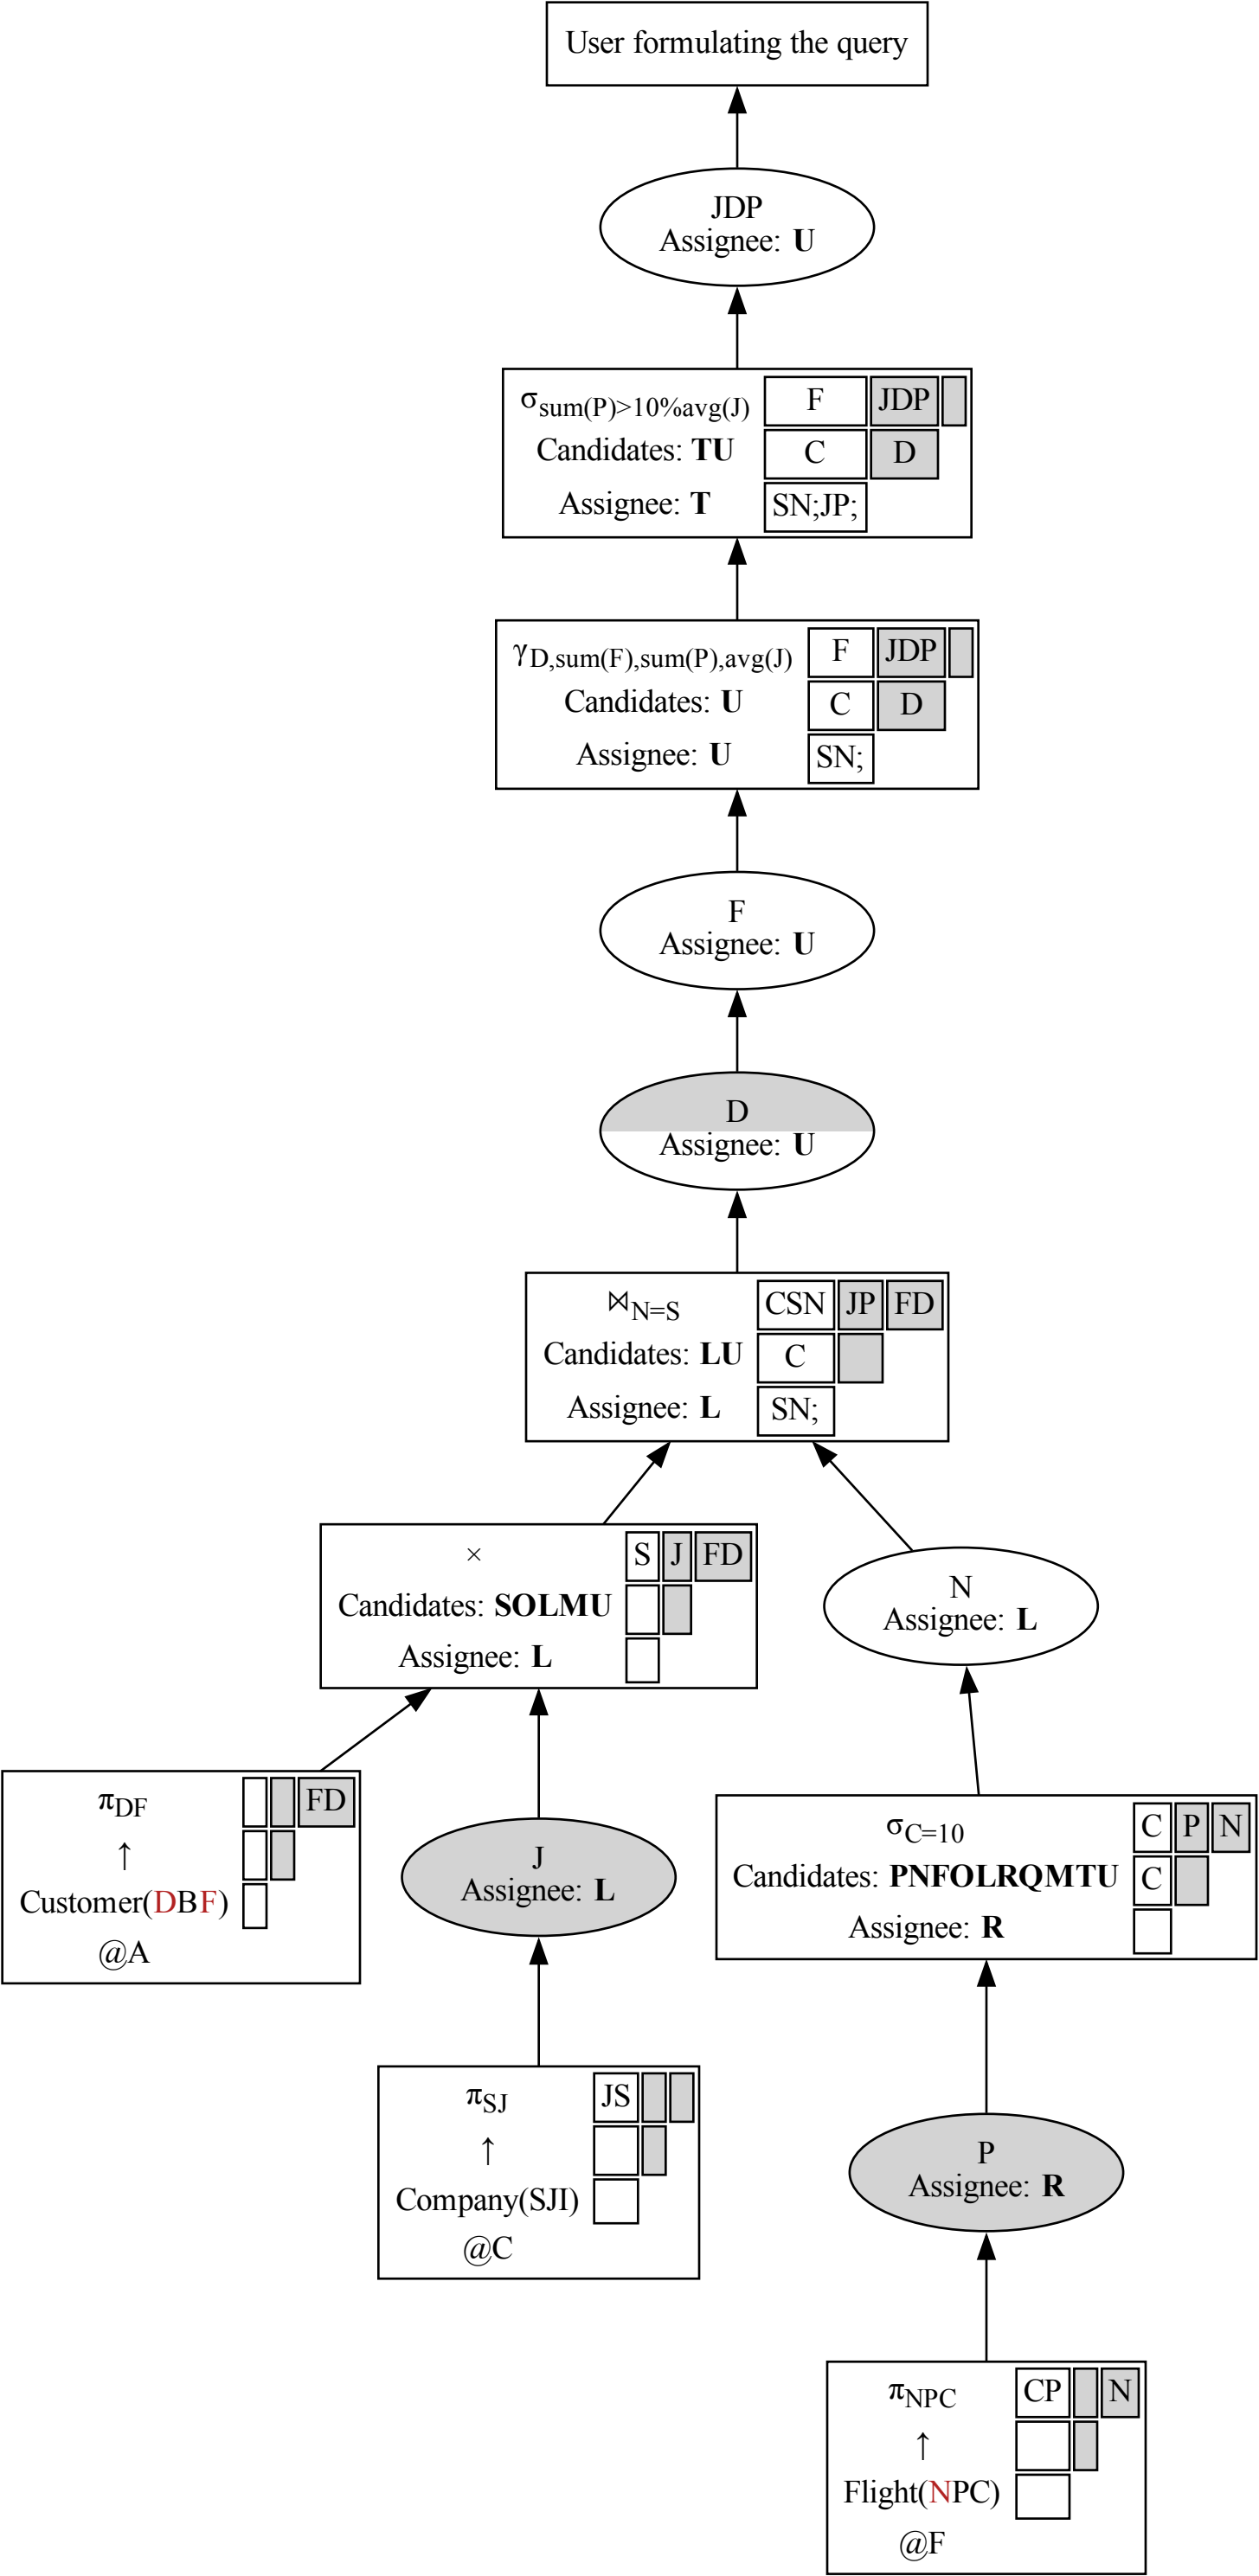 User formulating the query
JDP
Assignee: U
σsum(P)>10%avg(J)
Candidates: TU
Assignee: T
F JDP
C D
SN;JP;
γD,sum(F),sum(P),avg(J)
Candidates: U
Assignee: U
F JDP
C D
SN;
F
Assignee: U
D
Assignee: U
⋈N=S
Candidates: LU
Assignee: L
CSN JP FD
C
SN;
×
Candidates: SOLMU
Assignee: L
S J FD
N
Assignee: L
πDF
↑
Customer(DBF)
@A
FD
J
Assignee: L
σC=10
Candidates: PNFOLRQMTU
Assignee: R
C P N
C
πSJ
↑
Company(SJI)
@C
JS
P
Assignee: R
πNPC
↑
Flight(NPC)
@F
CP N